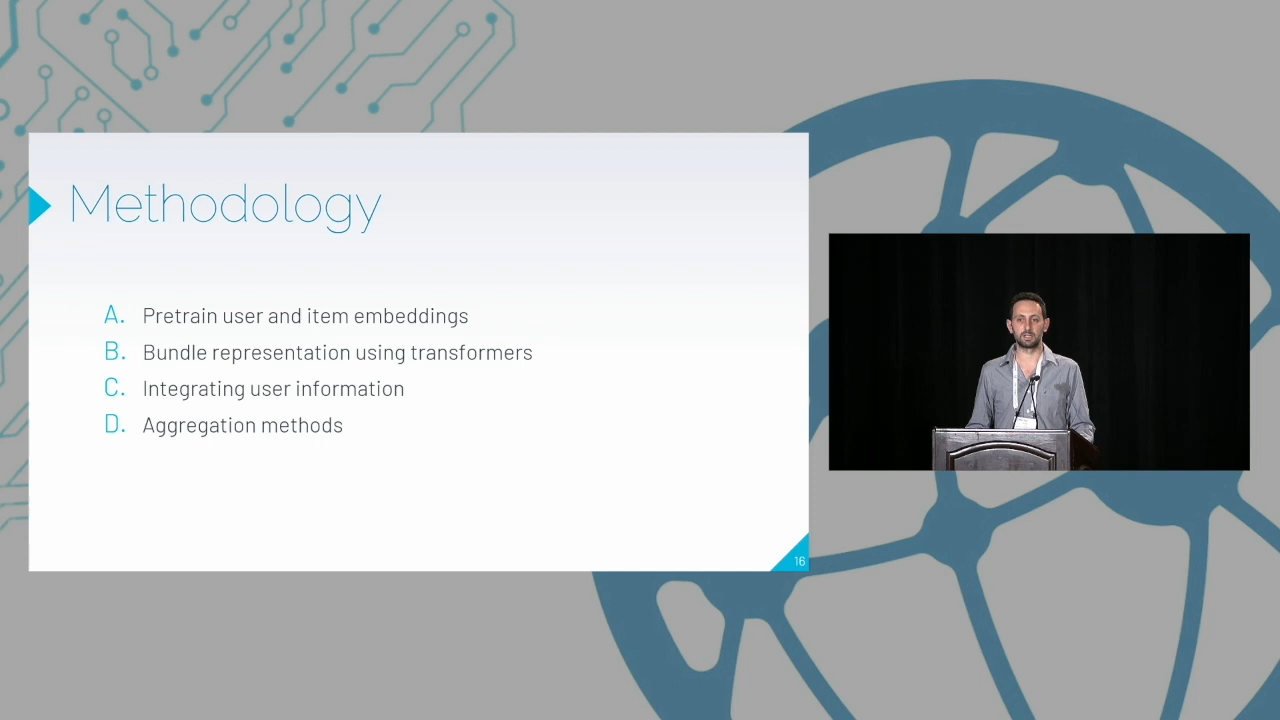 Methodology
A. Pretrain user and item embeddings
B. Bundle representation using transformers
C. Integrating user information
D. Aggregation methods
16